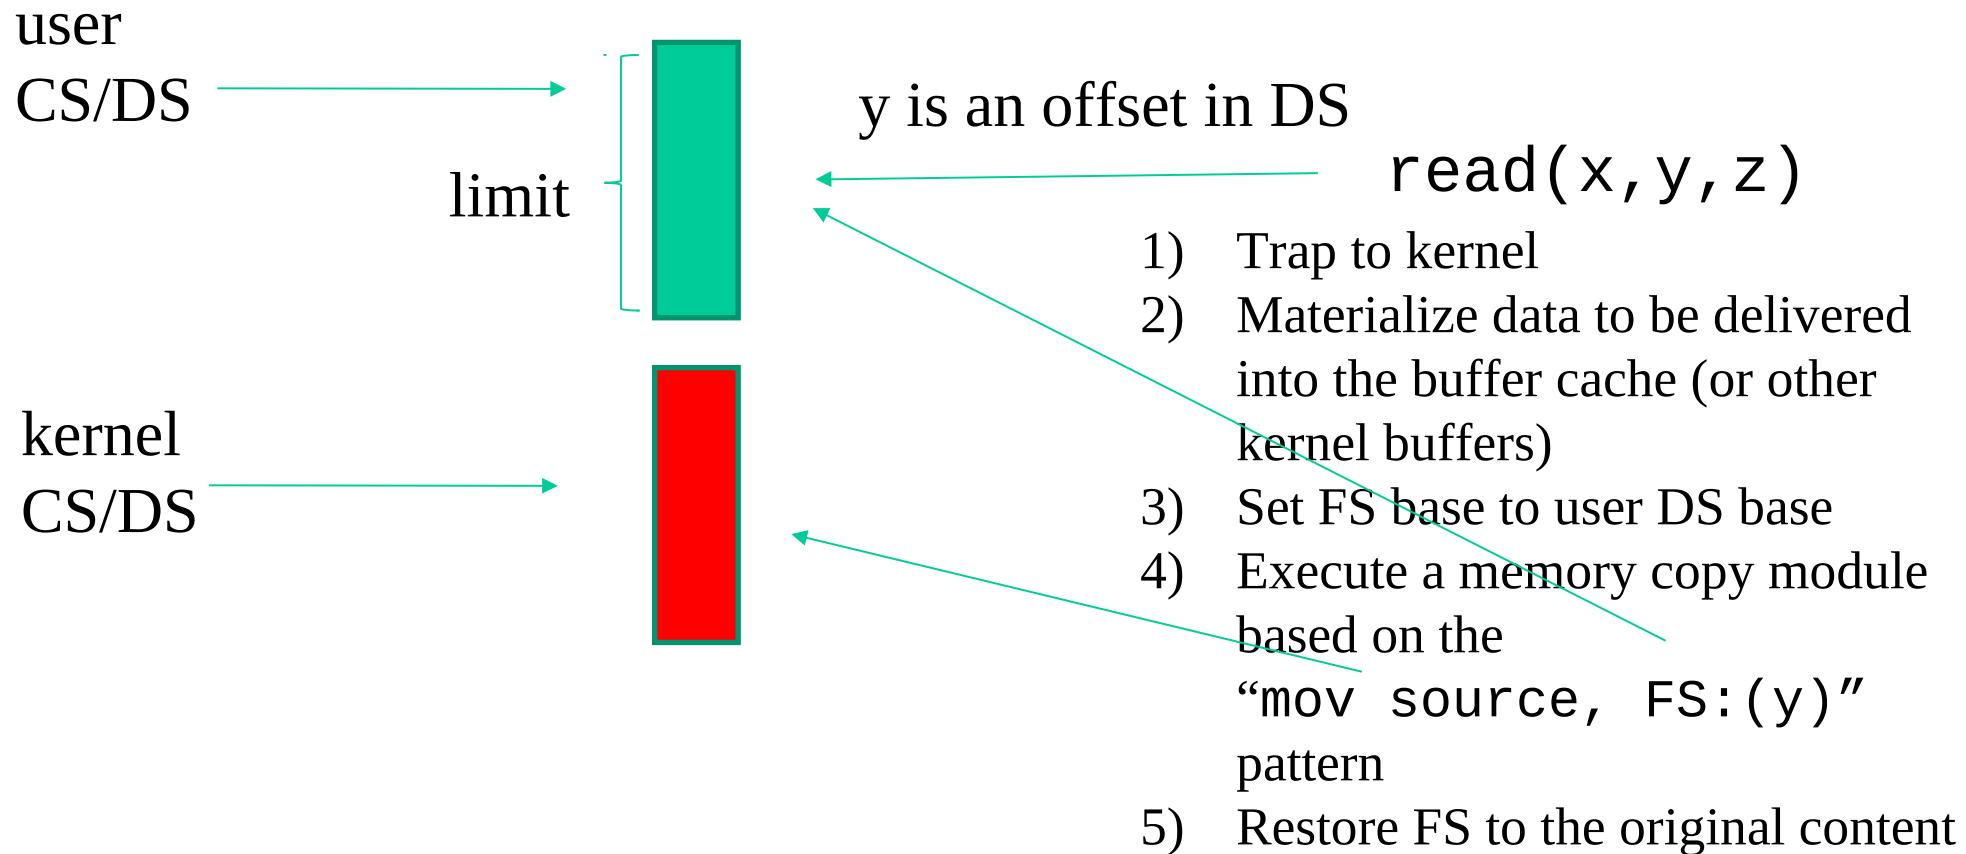 user
CS/DS
limit
kernel
CS/DS
y is an offset in DS
read(x,y,z)
1) Trap to kernel
2) Materialize data to be delivered
into the buffer cache (or other
kernel buffers)
3) Set FS base to user DS base
4) Execute a memory copy module
based on the
“mov source, FS:(y)”
pattern
5) Restore FS to the original content